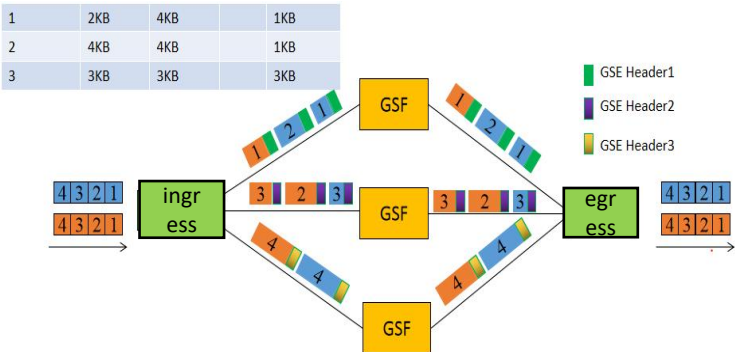 1 2KB 4KB 1KB
2 4KB 4KB 1KB
3 3KB 3KB 3KB
GSE Header1
GSE Header2
GSE Header3
GSF
1 2 1
1 2 1
4 3 2 1
4 3 2 1
ingr
ess
3 2 3
GSF
3 2 3
egr
ess
4 3 2 1
4 3 2 1
4 4
4 4
GSF